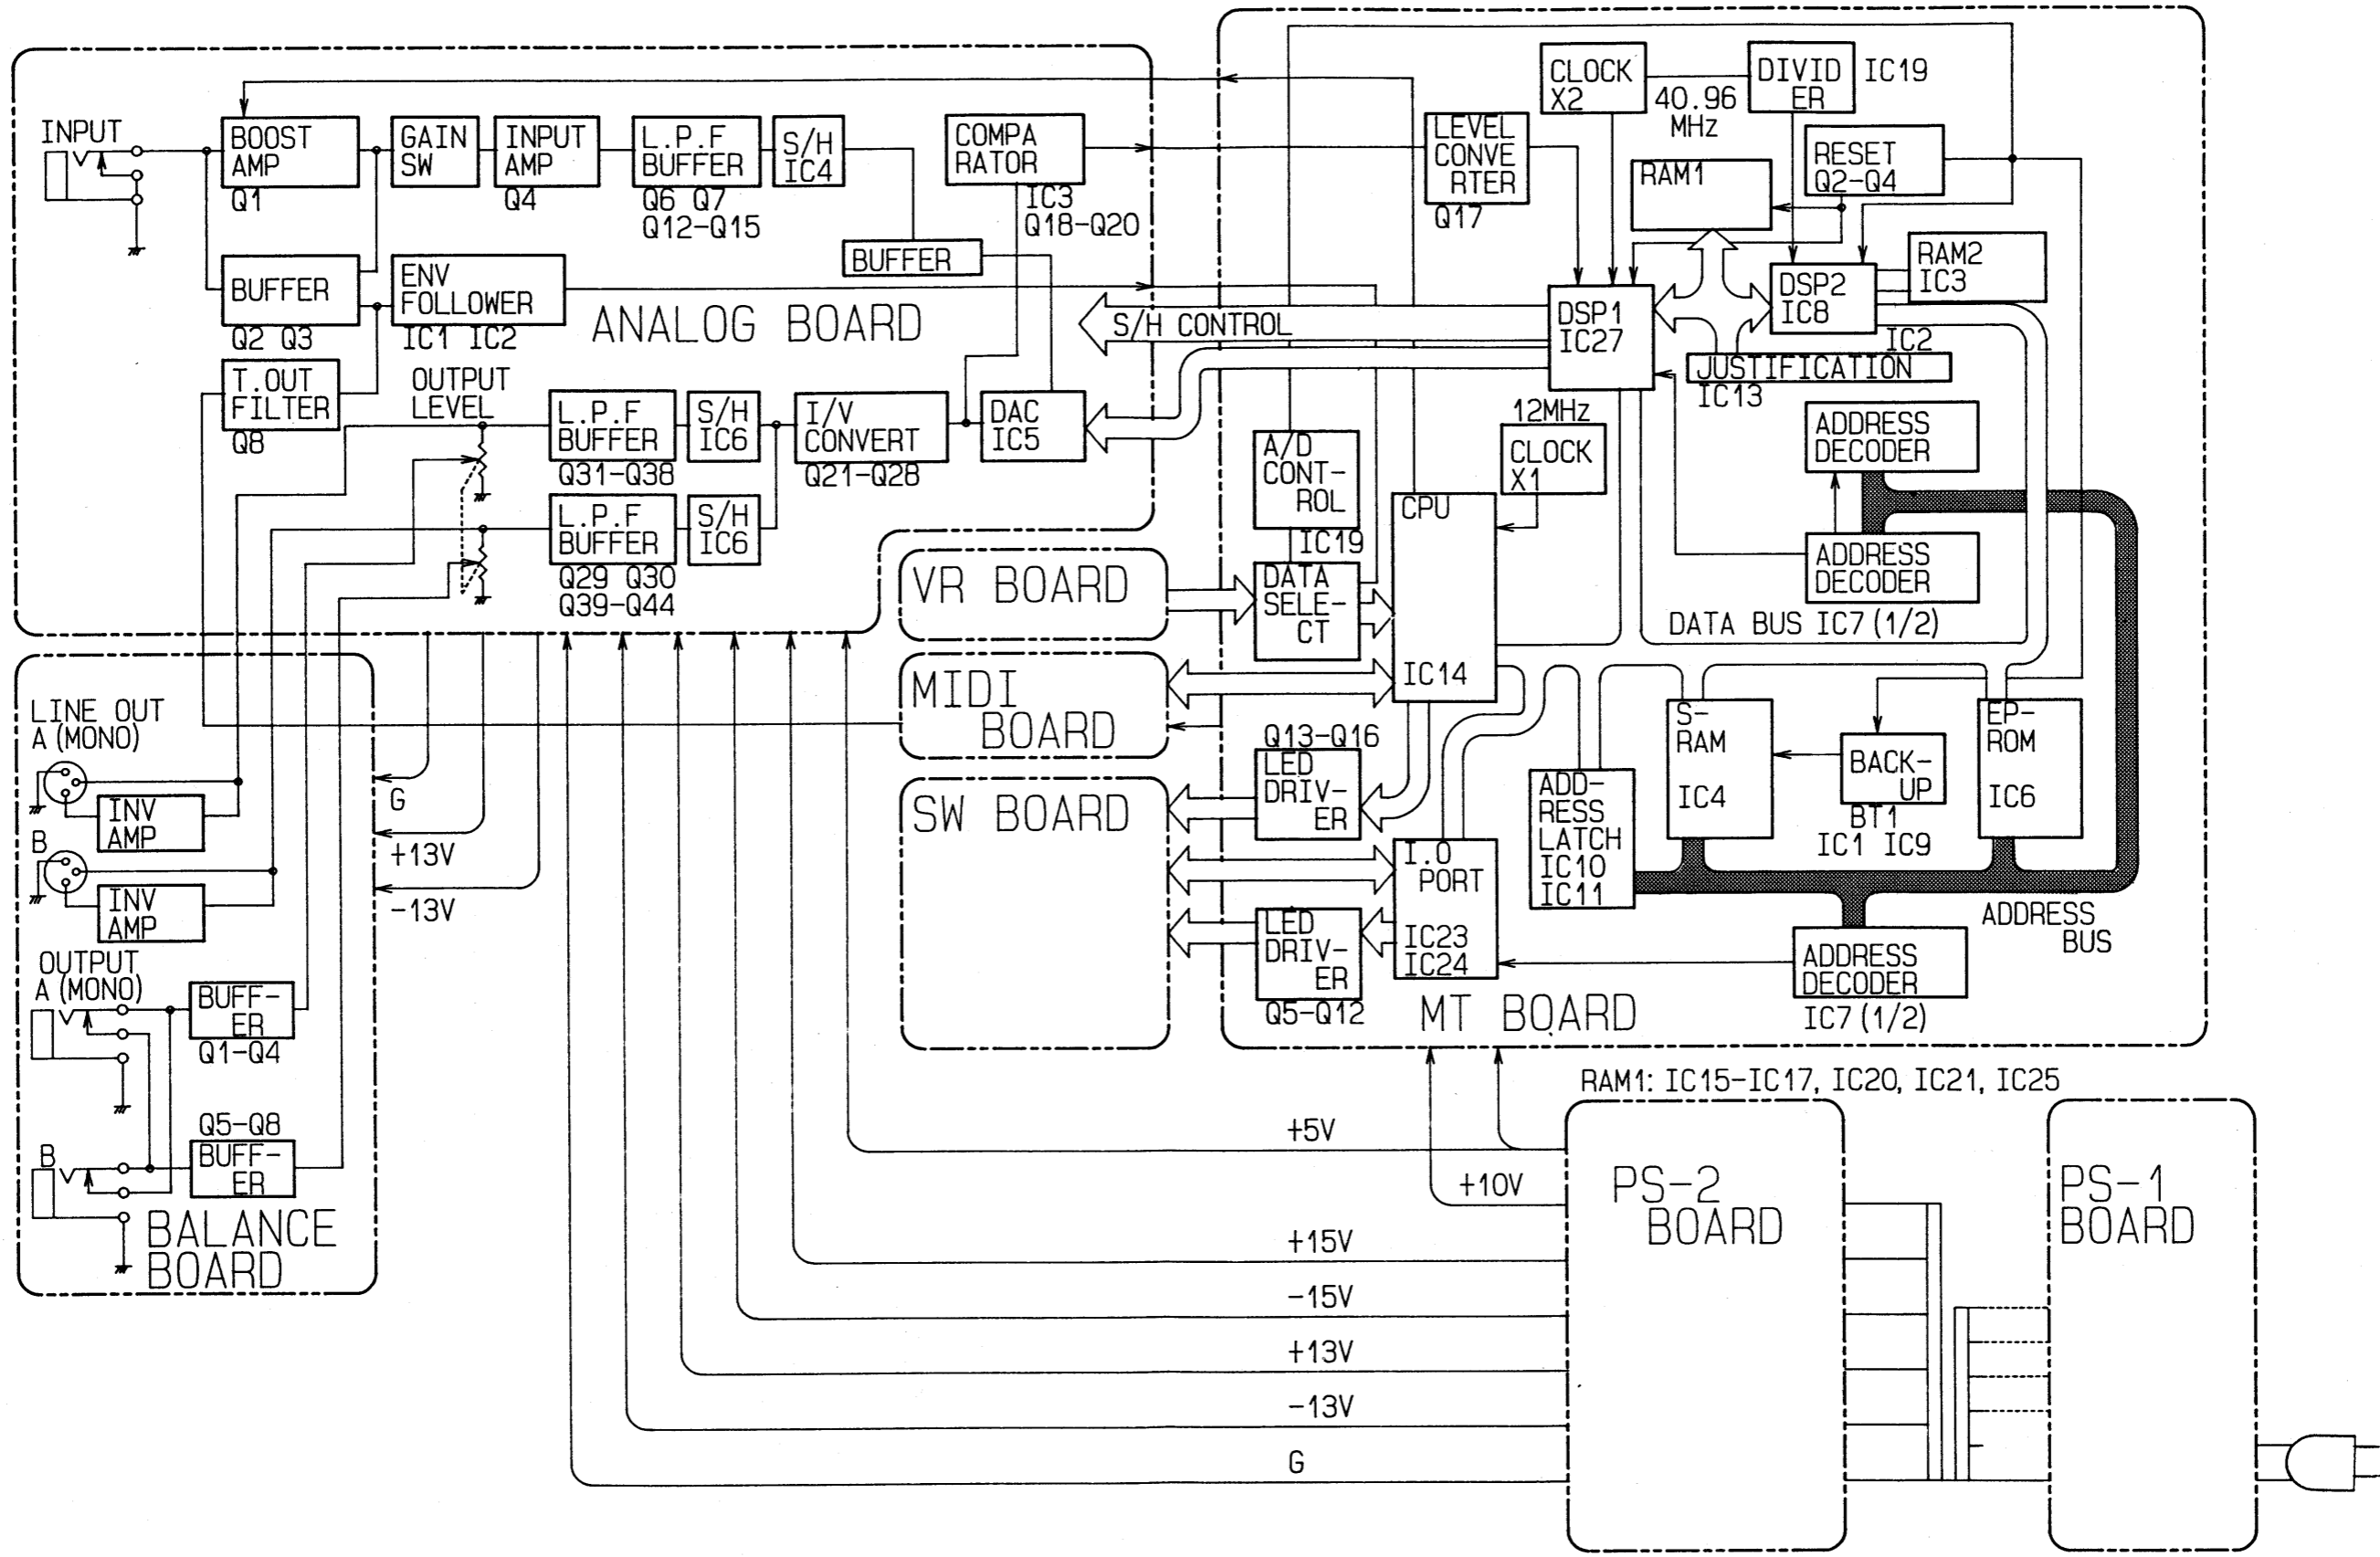 INPUT
BOOST
AMP
Q1
GAIN
SW
INPUT
AMP
Q4
L.P.F
BUFFER
Q6 Q7
Q12-Q15
S/H
IC4
COMPA
RATOR
IC3
Q18-Q20
BUFFER
BUFFER
Q2 Q3
ENV
FOLLOWER
IC1 IC2
ANALOG BOARD
T.OUT
FILTER
Q8
OUTPUT
LEVEL
L.P.F
BUFFER
Q31-Q38
S/H
IC6
I/V
CONVERT
Q21-Q28
DAC
IC5
L.P.F
BUFFER
Q29 Q30
Q39-Q44
S/H
IC6
S/H CONTROL
LEVEL
CONVE
RTER
Q17
CLOCK
X2
40.96
MHz
DIVID
ER
IC19
RESET
Q2-Q4
RAM1
RAM2
IC3
DSP1
IC27
DSP2
IC8
IC2
JUSTIFICATION
IC13
12MHz
CLOCK
X1
ADDRESS
DECODER
ADDRESS
DECODER
DATA BUS IC7 (1/2)
A/D
CONT-
ROL
IC19
DATA
SELE-
CT
CPU
IC14
VR BOARD
MIDI
BOARD
SW BOARD
Q13-Q16
LED
DRIV-
ER
I.O
PORT
IC23
IC24
LED
DRIV-
ER
Q5-Q12
ADD-
RESS
LATCH
IC10
IC11
S-
RAM
IC4
BACK-
UP
BT1
IC1 IC9
EP-
ROM
IC6
ADDRESS
BUS
ADDRESS
DECODER
IC7 (1/2)
MT BOARD
RAM1: IC15-IC17, IC20, IC21, IC25
LINE OUT
A (MONO)
INV
AMP
B
INV
AMP
OUTPUT
A (MONO)
BUFF-
ER
Q1-Q4
Q5-Q8
BUFF-
ER
B
BALANCE
BOARD
G
+13V
-13V
+5V
+10V
+15V
-15V
+13V
-13V
G
PS-2
BOARD
PS-1
BOARD